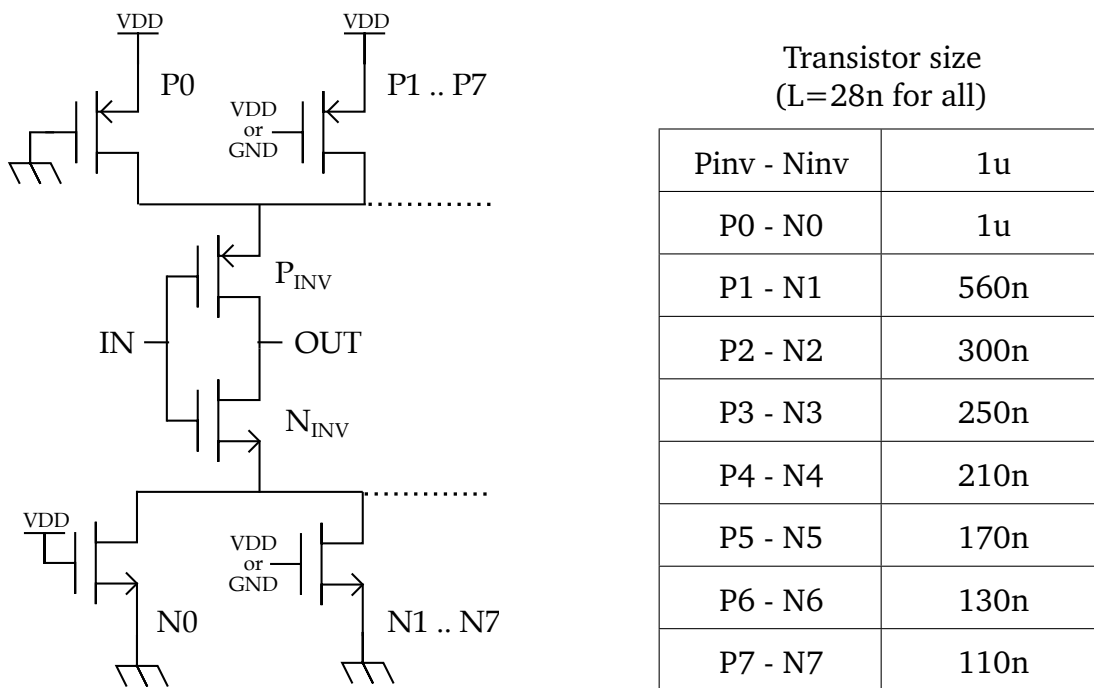 VDD
P0
VDD
P1 .. P7
VDD
or
GND
P_INV
IN
OUT
N_INV
VDD
N0
VDD
or
GND
N1 .. N7
Transistor size
(L=28n for all)
Pinv - Ninv 1u
P0 - N0 1u
P1 - N1 560n
P2 - N2 300n
P3 - N3 250n
P4 - N4 210n
P5 - N5 170n
P6 - N6 130n
P7 - N7 110n